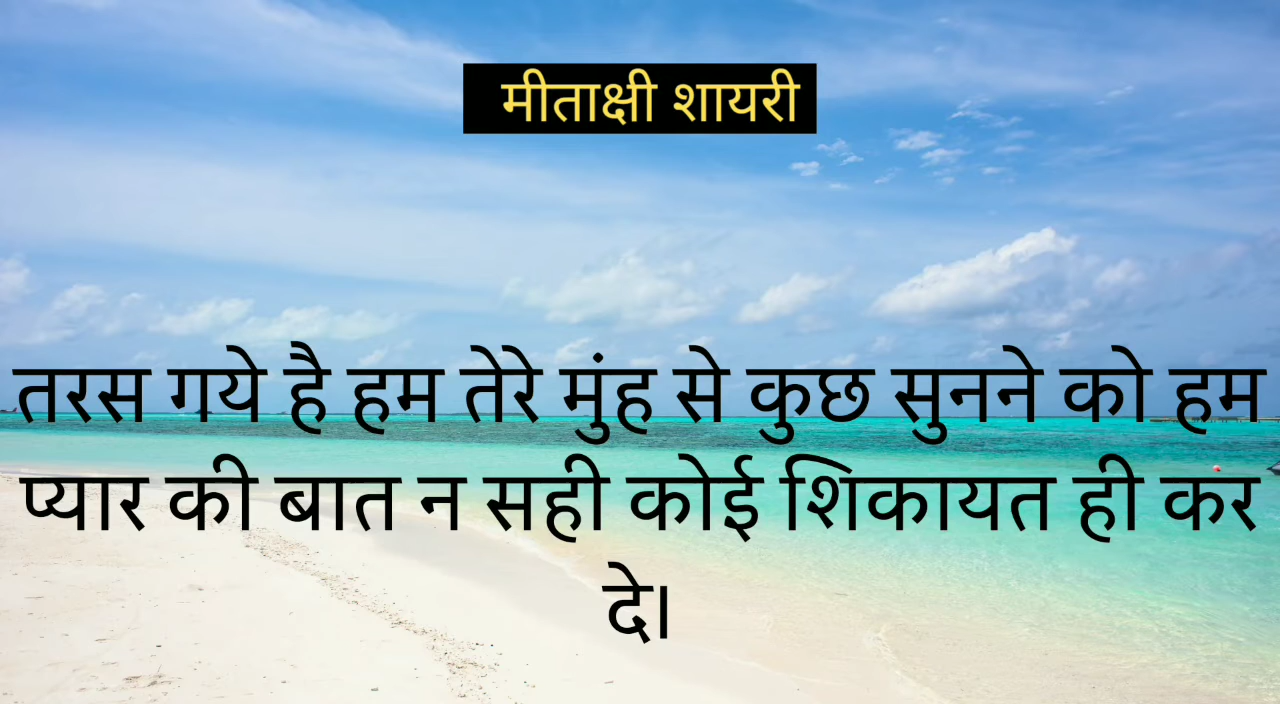 मीताक्षी शायरी
तरस गये है हम तेरे मुंह से कुछ सुनने को हम
प्यार की बात न सही कोई शिकायत ही कर
दे।